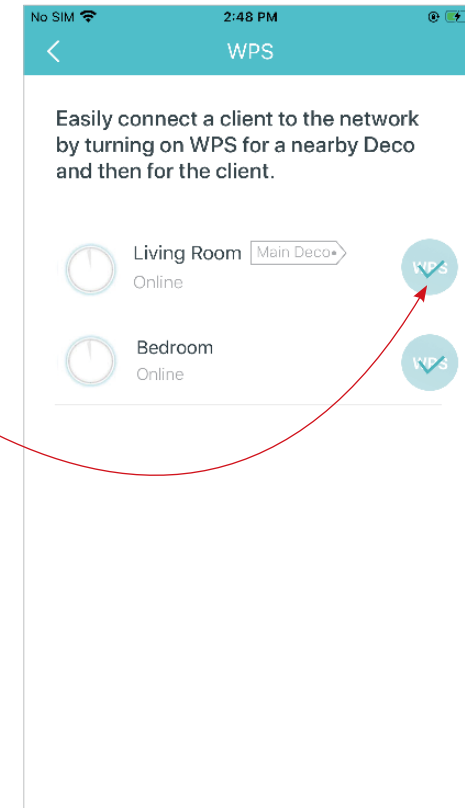 No SIM 2:48 PM
WPS
Easily connect a client to the network
by turning on WPS for a nearby Deco
and then for the client.
Living Room Main Deco
Online
WPS
Bedroom
Online
WPS